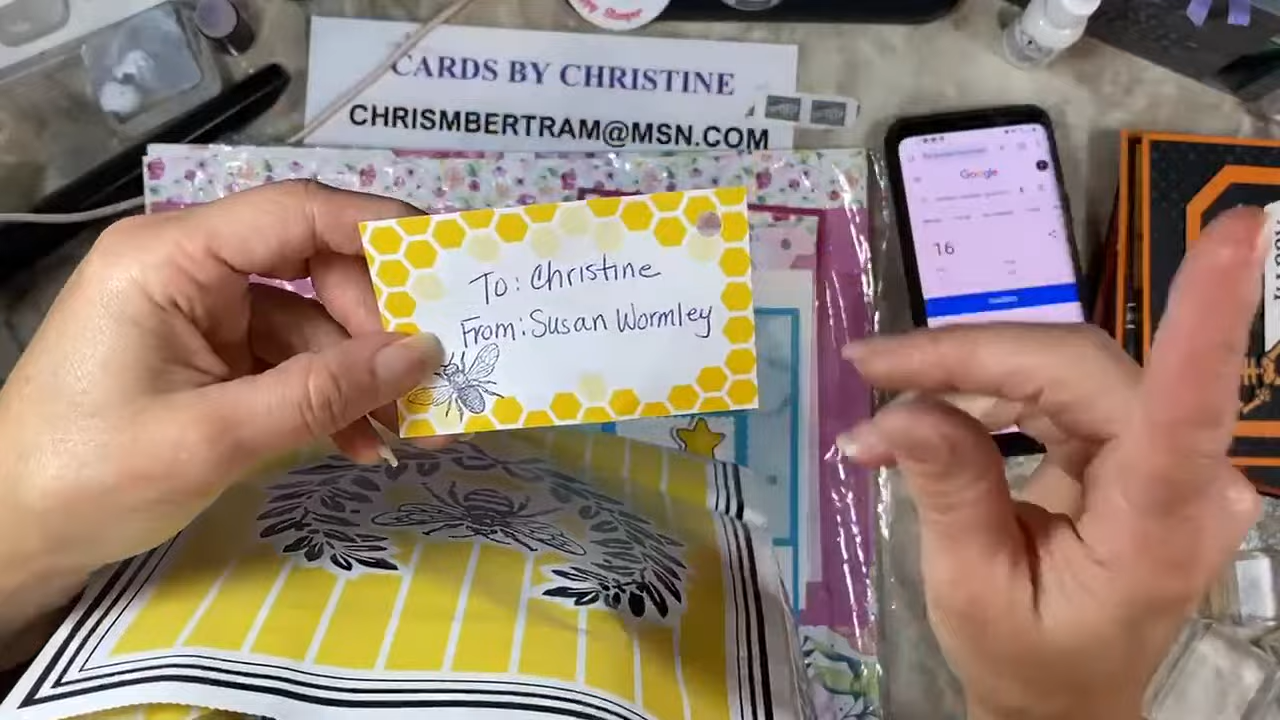 CARDS BY CHRISTINE
CHRISMBERTRAM@MSN.COM
Google
16
To: Christine
From: Susan Wormley